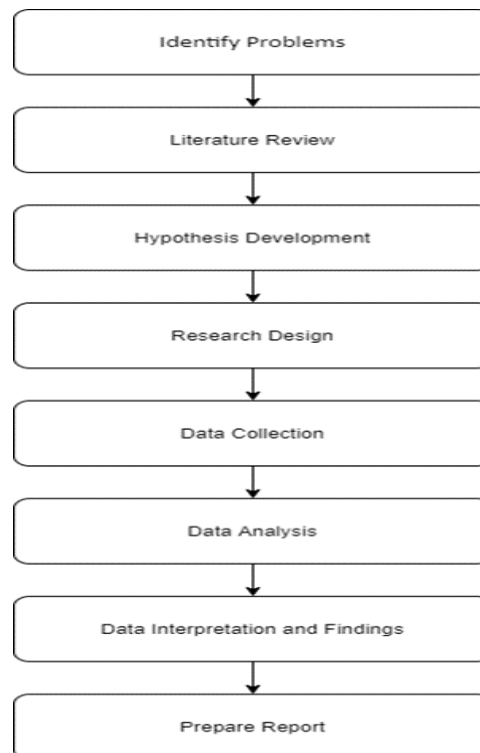 Identify Problems
Literature Review
Hypothesis Development
Research Design
Data Collection
Data Analysis
Data Interpretation and Findings
Prepare Report